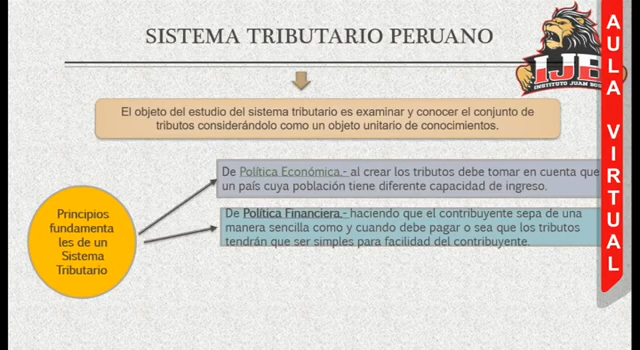 SISTEMA TRIBUTARIO PERUANO
IJB
INSTITUTO JUAN
AULA VIRTUAL
El objeto del estudio del sistema tributario es examinar y conocer el conjunto de
tributos considerándolo como un objeto unitario de conocimientos.
De Política Económica.- al crear los tributos debe tomar en cuenta que
un país cuya población tiene diferente capacidad de ingreso.
De Política Financiera.- haciendo que el contribuyente sepa de una
manera sencilla como y cuando debe pagar o sea que los tributos
tendrán que ser simples para facilidad del contribuyente.
Principios
fundamenta
les de un
Sistema
Tributario